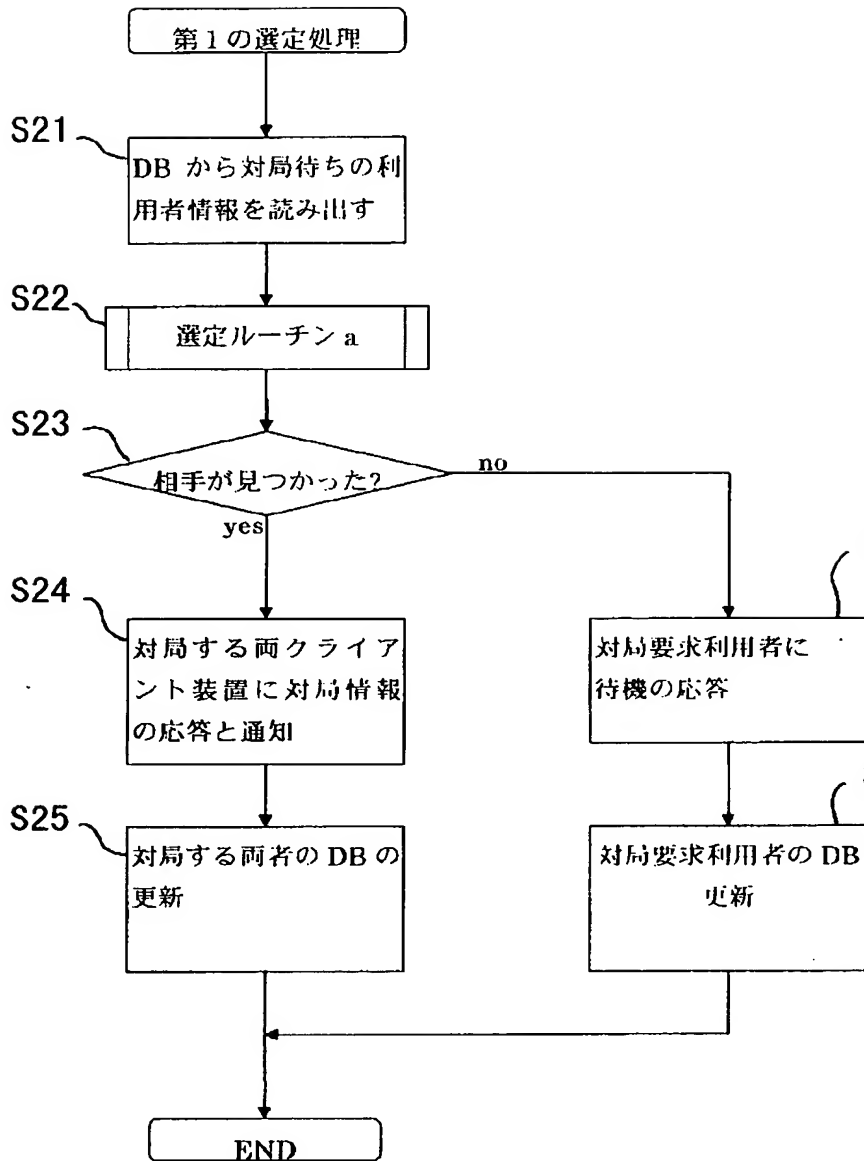 第1の選定処理
S21
DB から対局待ちの利
用者情報を読み出す
S22
選定ルーチン a
S23
相手が見つかった?
no
yes
S24
対局する両クライア
ント装置に対局情報
の応答と通知
対局要求利用者に
待機の応答
S25
対局する両者の DB の
更新
対局要求利用者の DB
更新
END